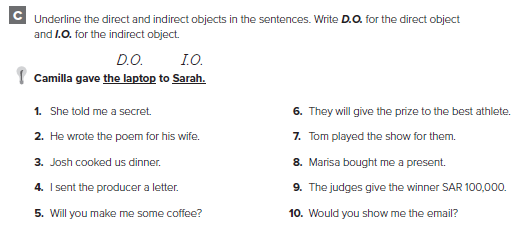 C Underline the direct and indirect objects in the sentences. Write D.O. for the direct object
and I.O. for the indirect object.
D.O. I.O.
Camilla gave the laptop to Sarah.
1. She told me a secret.
2. He wrote the poem for his wife.
3. Josh cooked us dinner.
4. I sent the producer a letter.
5. Will you make me some coffee?
6. They will give the prize to the best athlete.
7. Tom played the show for them.
8. Marisa bought me a present.
9. The judges give the winner SAR 100,000.
10. Would you show me the email?